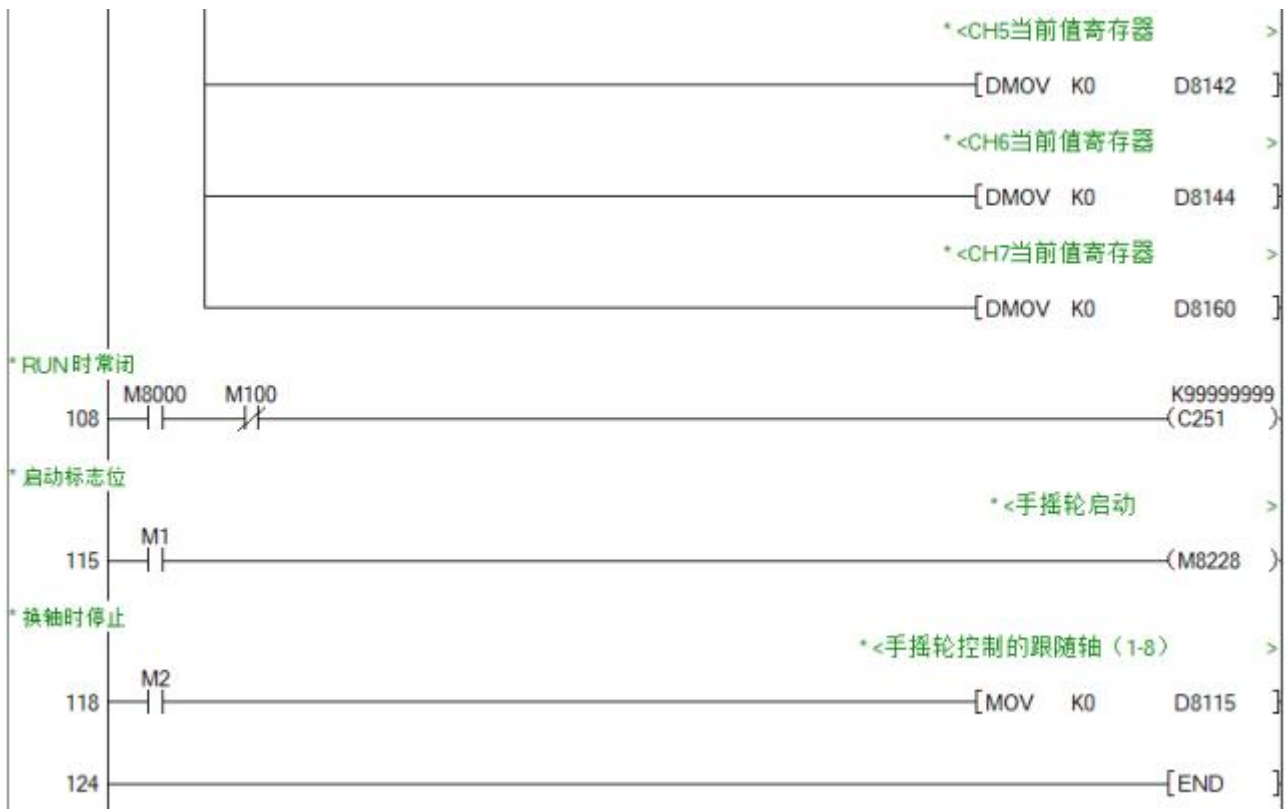 *<CH5当前值寄存器 >
[DMOV K0 D8142 ]
*<CH6当前值寄存器 >
[DMOV K0 D8144 ]
*<CH7当前值寄存器 >
[DMOV K0 D8160 ]
* RUN时常闭
M8000 M100 K99999999
108 (C251 )
* 启动标志位
*<手摇轮启动 >
M1
115 (M8228 )
* 换轴时停止
*<手摇轮控制的跟随轴（1-8） >
M2
118 [MOV K0 D8115 ]
124 [END ]